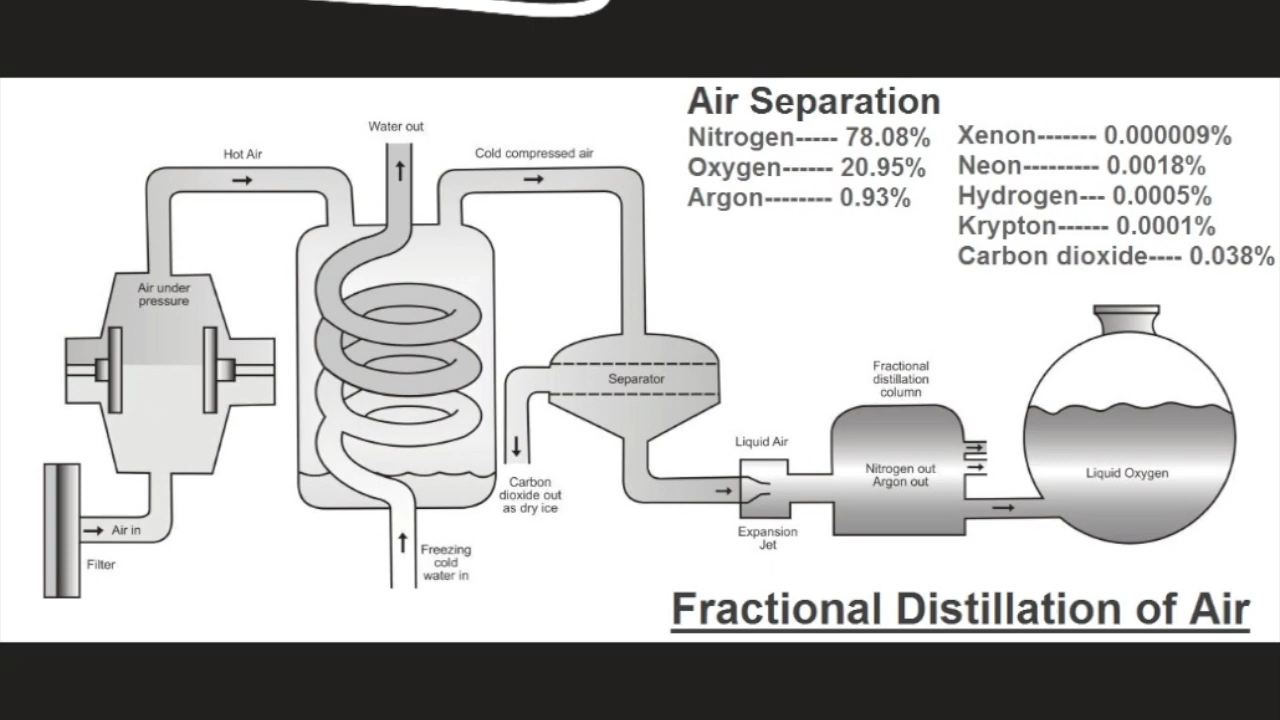 Air Separation
Nitrogen----- 78.08%
Oxygen------ 20.95%
Argon-------- 0.93%
Xenon------- 0.000009%
Neon--------- 0.0018%
Hydrogen--- 0.0005%
Krypton------ 0.0001%
Carbon dioxide---- 0.038%
Water out
Hot Air
Cold compressed air
Air under
pressure
Separator
Fractional
distillation
column
Liquid Air
Nitrogen out
Argon out
Liquid Oxygen
Carbon
dioxide out
as dry ice
Air in
Filter
Expansion
Jet
Freezing
cold
water in
Fractional Distillation of Air